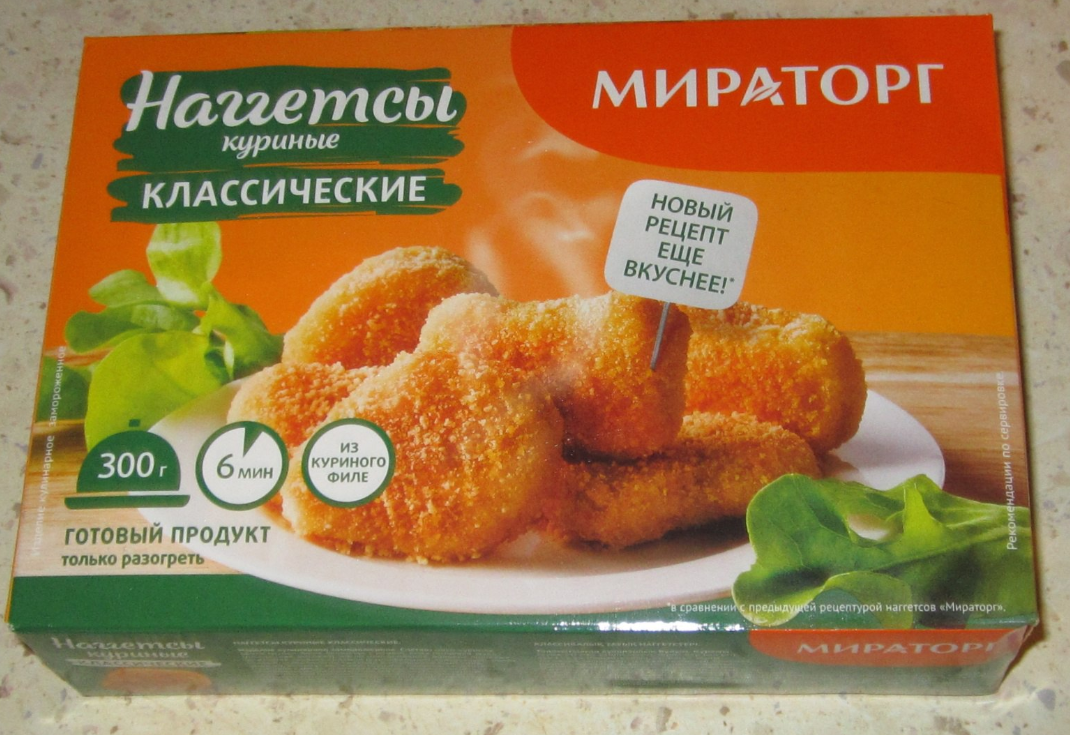 Наггетсы
куриные
КЛАССИЧЕСКИЕ
МИРАТОРГ
НОВЫЙ
РЕЦЕПТ
ЕЩЕ
ВКУСНЕЕ!*
300 г
6 мин
ИЗ
КУРИНОГО
ФИЛЕ
ГОТОВЫЙ ПРОДУКТ
только разогреть
Изделие кулинарное замороженное
Рекомендации по сервировке
*в сравнении с предыдущей рецептурой наггетсов «Мираторг».
Наггетсы
куриные
КЛАССИЧЕСКИЕ
МИРАТОРГ